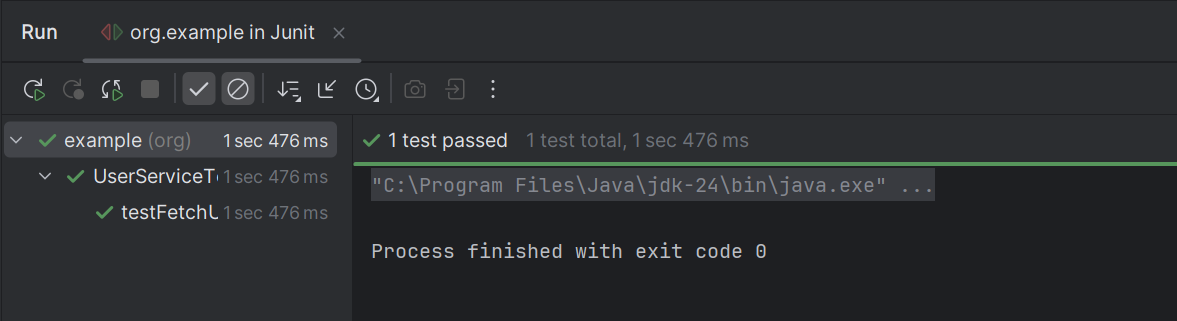 Run org.example in Junit
example (org) 1 sec 476 ms
UserServiceTe 1 sec 476 ms
testFetchU 1 sec 476 ms
1 test passed 1 test total, 1 sec 476 ms
"C:\Program Files\Java\jdk-24\bin\java.exe" ...
Process finished with exit code 0